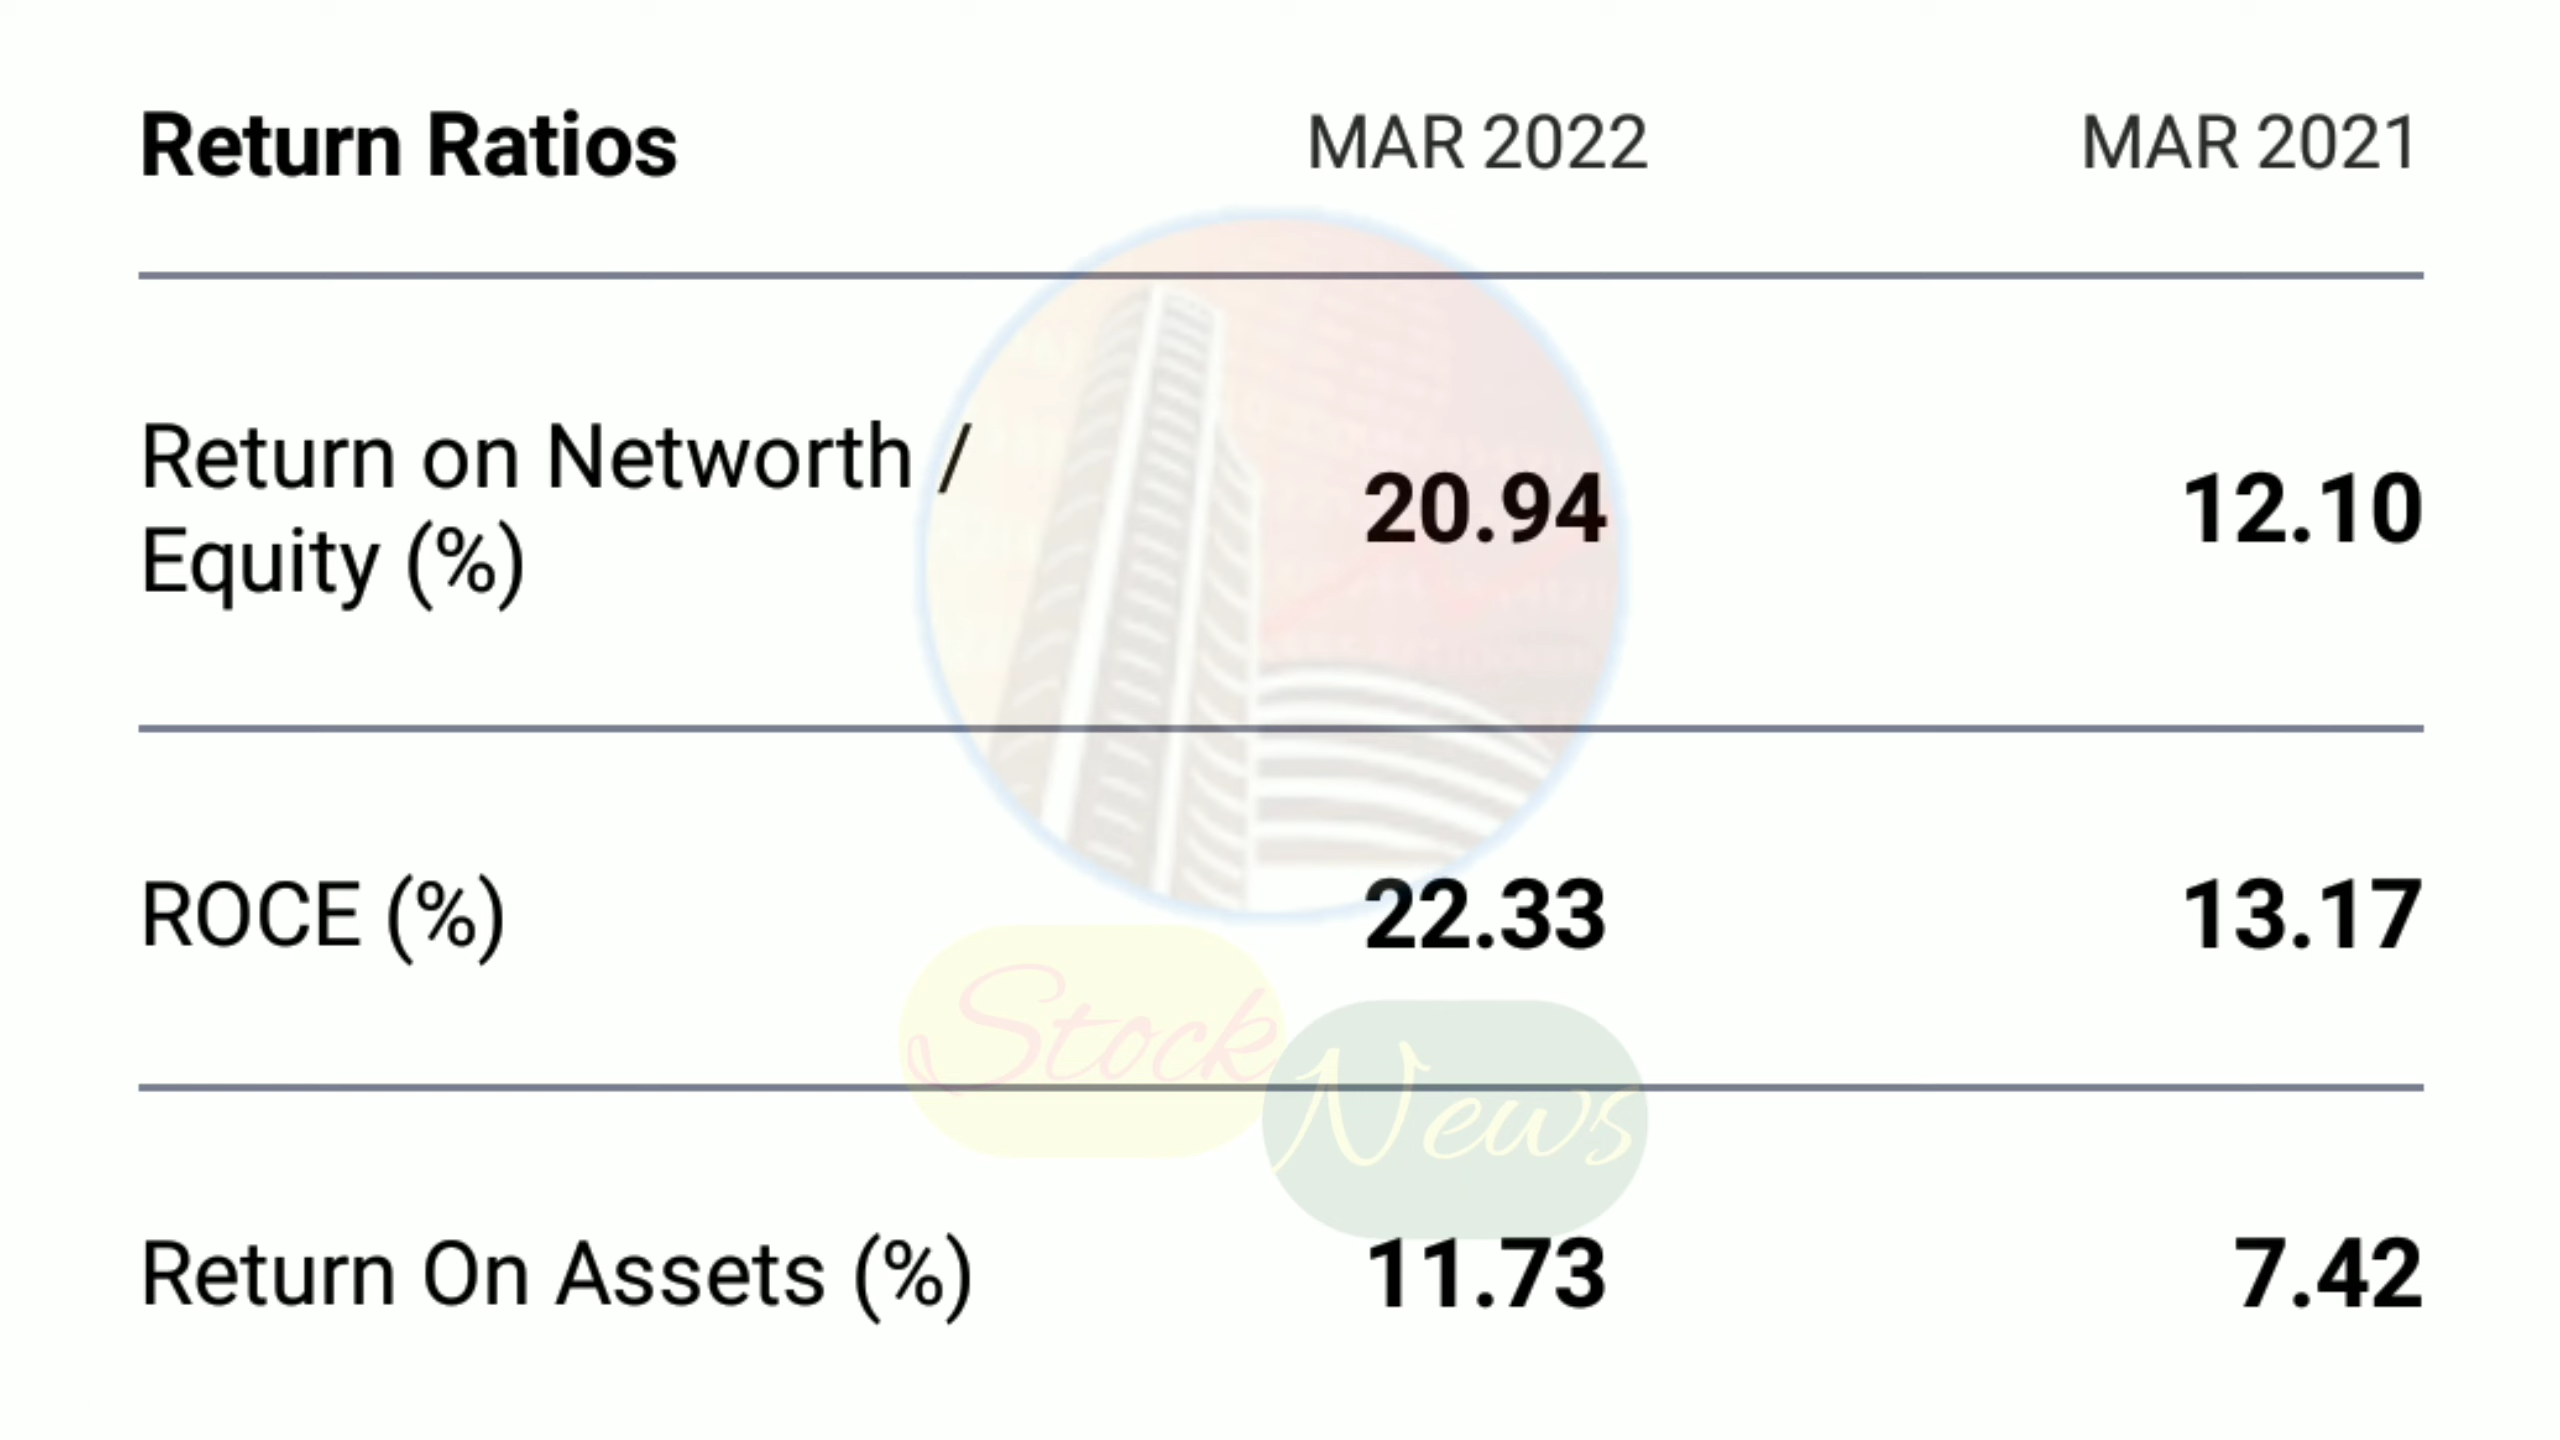 Return Ratios MAR 2022 MAR 2021
Return on Networth /
Equity (%) 20.94 12.10
ROCE (%) 22.33 13.17
Stock
News
Return On Assets (%) 11.73 7.42